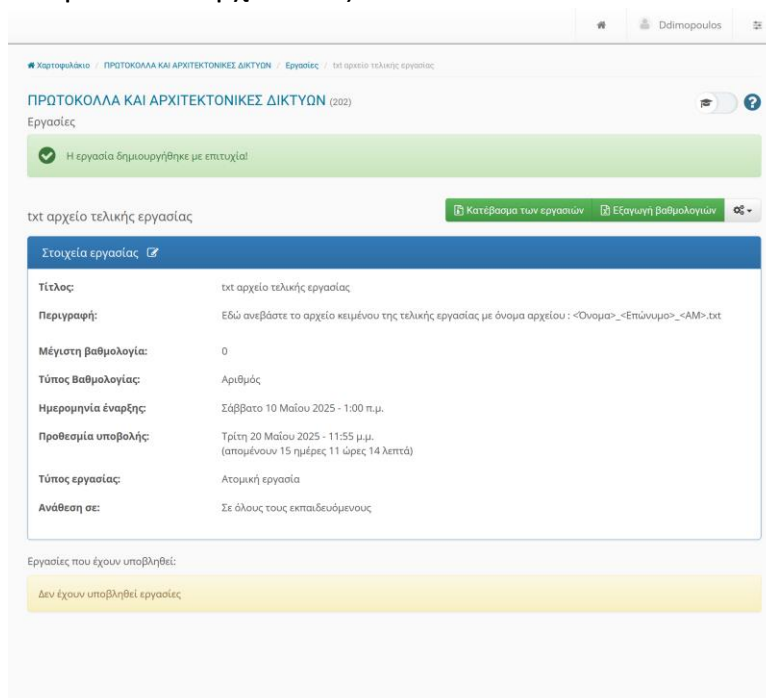 Ddimopoulos
Χαρτοφυλάκιο / ΠΡΩΤΟΚΟΛΛΑ ΚΑΙ ΑΡΧΙΤΕΚΤΟΝΙΚΕΣ ΔΙΚΤΥΩΝ / Εργασίες / txt αρχείο τελικής εργασίας
ΠΡΩΤΟΚΟΛΛΑ ΚΑΙ ΑΡΧΙΤΕΚΤΟΝΙΚΕΣ ΔΙΚΤΥΩΝ (202)
Εργασίες
Η εργασία δημιουργήθηκε με επιτυχία!
txt αρχείο τελικής εργασίας
Κατέβασμα των εργασιών Εξαγωγή βαθμολογιών
Στοιχεία εργασίας
Τίτλος: txt αρχείο τελικής εργασίας
Περιγραφή: Εδώ ανεβάστε το αρχείο κειμένου της τελικής εργασίας με όνομα αρχείου : <Όνομα>_<Επώνυμο>_<ΑΜ>.txt
Μέγιστη βαθμολογία: 0
Τύπος Βαθμολογίας: Αριθμός
Ημερομηνία έναρξης: Σάββατο 10 Μαΐου 2025 - 1:00 π.μ.
Προθεσμία υποβολής: Τρίτη 20 Μαΐου 2025 - 11:55 μ.μ.
(απομένουν 15 ημέρες 11 ώρες 14 λεπτά)
Τύπος εργασίας: Ατομική εργασία
Ανάθεση σε: Σε όλους τους εκπαιδευόμενους
Εργασίες που έχουν υποβληθεί:
Δεν έχουν υποβληθεί εργασίες